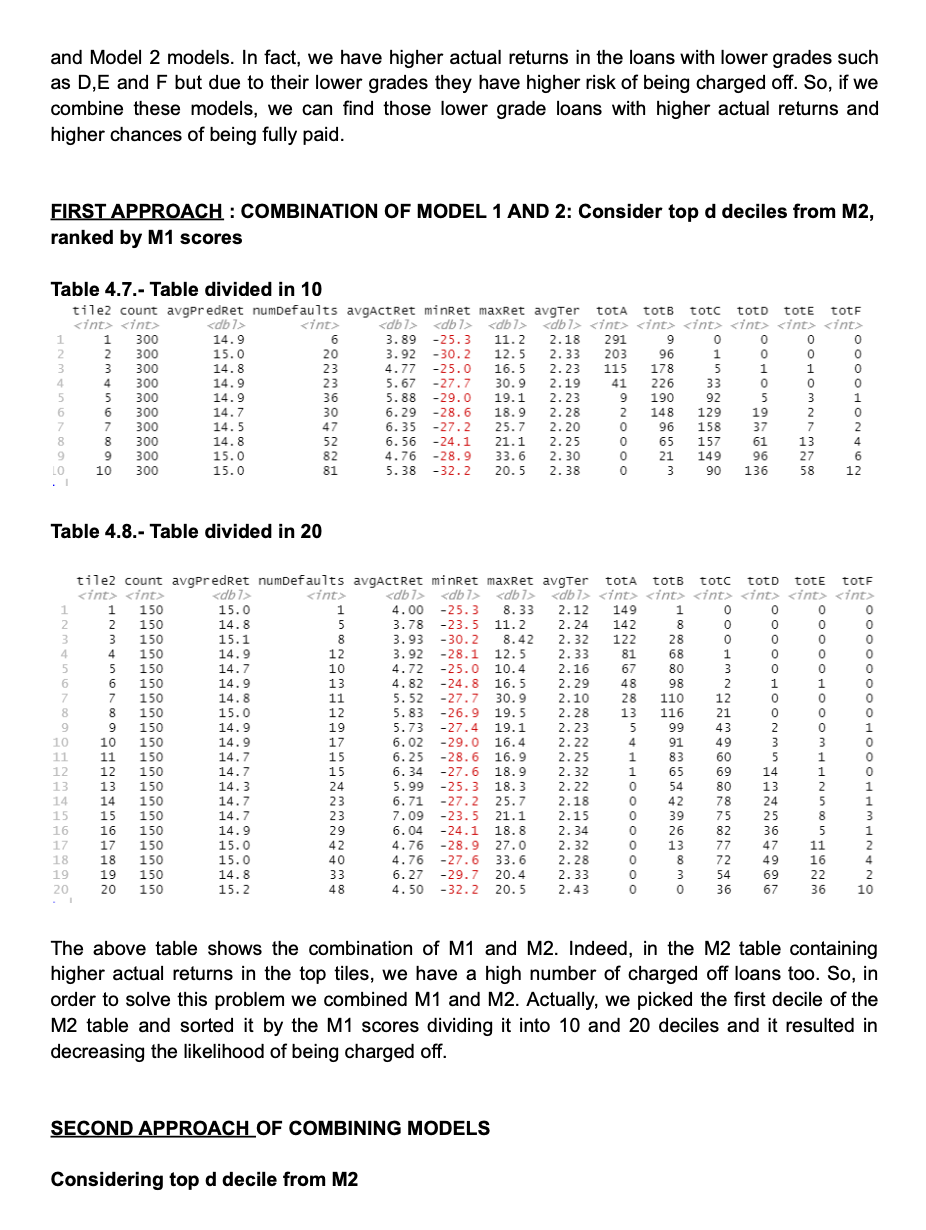 and Model 2 models. In fact, we have higher actual returns in the loans with lower grades such
as D,E and F but due to their lower grades they have higher risk of being charged off. So, if we
combine these models, we can find those lower grade loans with higher actual returns and
higher chances of being fully paid.
FIRST APPROACH : COMBINATION OF MODEL 1 AND 2: Consider top d deciles from M2,
ranked by M1 scores
Table 4.7.- Table divided in 10
tile2 count avgPredRet numDefaults avgActRet minRet maxRet avgTer totA totB totC totD totE totF
<int> <int> <dbl> <int> <dbl> <dbl> <dbl> <dbl> <int> <int> <int> <int> <int> <int>
1 1 300 14.9 6 3.89 -25.3 11.2 2.18 291 9 0 0 0 0
2 2 300 15.0 20 3.92 -30.2 12.5 2.33 203 96 1 0 0 0
3 3 300 14.8 23 4.77 -25.0 16.5 2.23 115 178 5 1 1 0
4 4 300 14.9 23 5.67 -27.7 30.9 2.19 41 226 33 0 0 0
5 5 300 14.9 36 5.88 -29.0 19.1 2.23 9 190 92 5 3 1
6 6 300 14.7 30 6.29 -28.6 18.9 2.28 2 148 129 19 2 0
7 7 300 14.5 47 6.35 -27.2 25.7 2.20 0 96 158 37 7 2
8 8 300 14.8 52 6.56 -24.1 21.1 2.25 0 65 157 61 13 4
9 9 300 15.0 82 4.76 -28.9 33.6 2.30 0 21 149 96 27 6
10 10 300 15.0 81 5.38 -32.2 20.5 2.38 0 3 90 136 58 12
Table 4.8.- Table divided in 20
tile2 count avgPredRet numDefaults avgActRet minRet maxRet avgTer totA totB totC totD totE totF
<int> <int> <dbl> <int> <dbl> <dbl> <dbl> <dbl> <int> <int> <int> <int> <int> <int>
1 1 150 15.0 1 4.00 -25.3 8.33 2.12 149 1 0 0 0 0
2 2 150 14.8 5 3.78 -23.5 11.2 2.24 142 8 0 0 0 0
3 3 150 15.1 8 3.93 -30.2 8.42 2.32 122 28 0 0 0 0
4 4 150 14.9 12 3.92 -28.1 12.5 2.33 81 68 1 0 0 0
5 5 150 14.7 10 4.72 -25.0 10.4 2.16 67 80 3 0 0 0
6 6 150 14.9 13 4.82 -24.8 16.5 2.29 48 98 2 1 1 0
7 7 150 14.8 11 5.52 -27.7 30.9 2.10 28 110 12 0 0 0
8 8 150 15.0 12 5.83 -26.9 19.5 2.28 13 116 21 0 0 0
9 9 150 14.9 19 5.73 -27.4 19.1 2.23 5 99 43 2 0 1
10 10 150 14.9 17 6.02 -29.0 16.4 2.22 4 91 49 3 3 0
11 11 150 14.7 15 6.25 -28.6 16.9 2.25 1 83 60 5 1 0
12 12 150 14.7 15 6.34 -27.6 18.9 2.32 1 65 69 14 1 0
13 13 150 14.3 24 5.99 -25.3 18.3 2.22 0 54 80 13 2 1
14 14 150 14.7 23 6.71 -27.2 25.7 2.18 0 42 78 24 5 1
15 15 150 14.7 23 7.09 -23.5 21.1 2.15 0 39 75 25 8 3
16 16 150 14.9 29 6.04 -24.1 18.8 2.34 0 26 82 36 5 1
17 17 150 15.0 42 4.76 -28.9 27.0 2.32 0 13 77 47 11 2
18 18 150 15.0 40 4.76 -27.6 33.6 2.28 0 8 72 49 16 4
19 19 150 14.8 33 6.27 -29.7 20.4 2.33 0 3 54 69 22 2
20 20 150 15.2 48 4.50 -32.2 20.5 2.43 0 0 36 67 36 10
The above table shows the combination of M1 and M2. Indeed, in the M2 table containing
higher actual returns in the top tiles, we have a high number of charged off loans too. So, in
order to solve this problem we combined M1 and M2. Actually, we picked the first decile of the
M2 table and sorted it by the M1 scores dividing it into 10 and 20 deciles and it resulted in
decreasing the likelihood of being charged off.
SECOND APPROACH OF COMBINING MODELS
Considering top d decile from M2